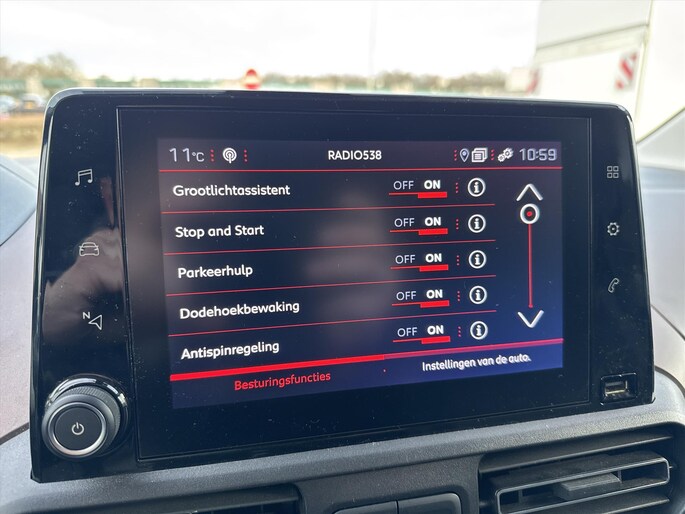 11°C RADIO538 10:59
Grootlichtassistent OFF ON
Stop and Start OFF ON
Parkeerhulp OFF ON
Dodehoekbewaking OFF ON
Antispinregeling OFF ON
Besturingsfuncties Instellingen van de auto.
N